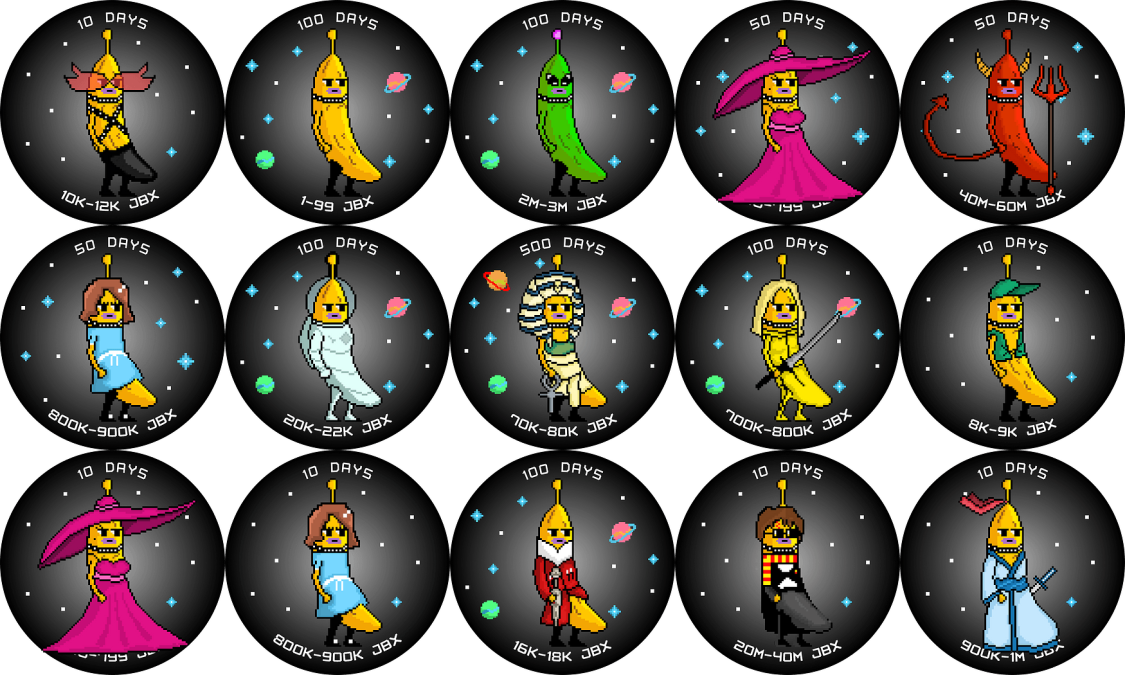 10 DAYS
10K-12K JBX
100 DAYS
1-99 JBX
100 DAYS
2M-3M JBX
50 DAYS
50 DAYS
40M-60M JBX
50 DAYS
800K-900K JBX
100 DAYS
20K-22K JBX
500 DAYS
70K-80K JBX
100 DAYS
700K-800K JBX
10 DAYS
8K-9K JBX
10 DAYS
10 DAYS
800K-900K JBX
100 DAYS
16K-18K JBX
10 DAYS
20M-40M JBX
10 DAYS
900K-1M JBX